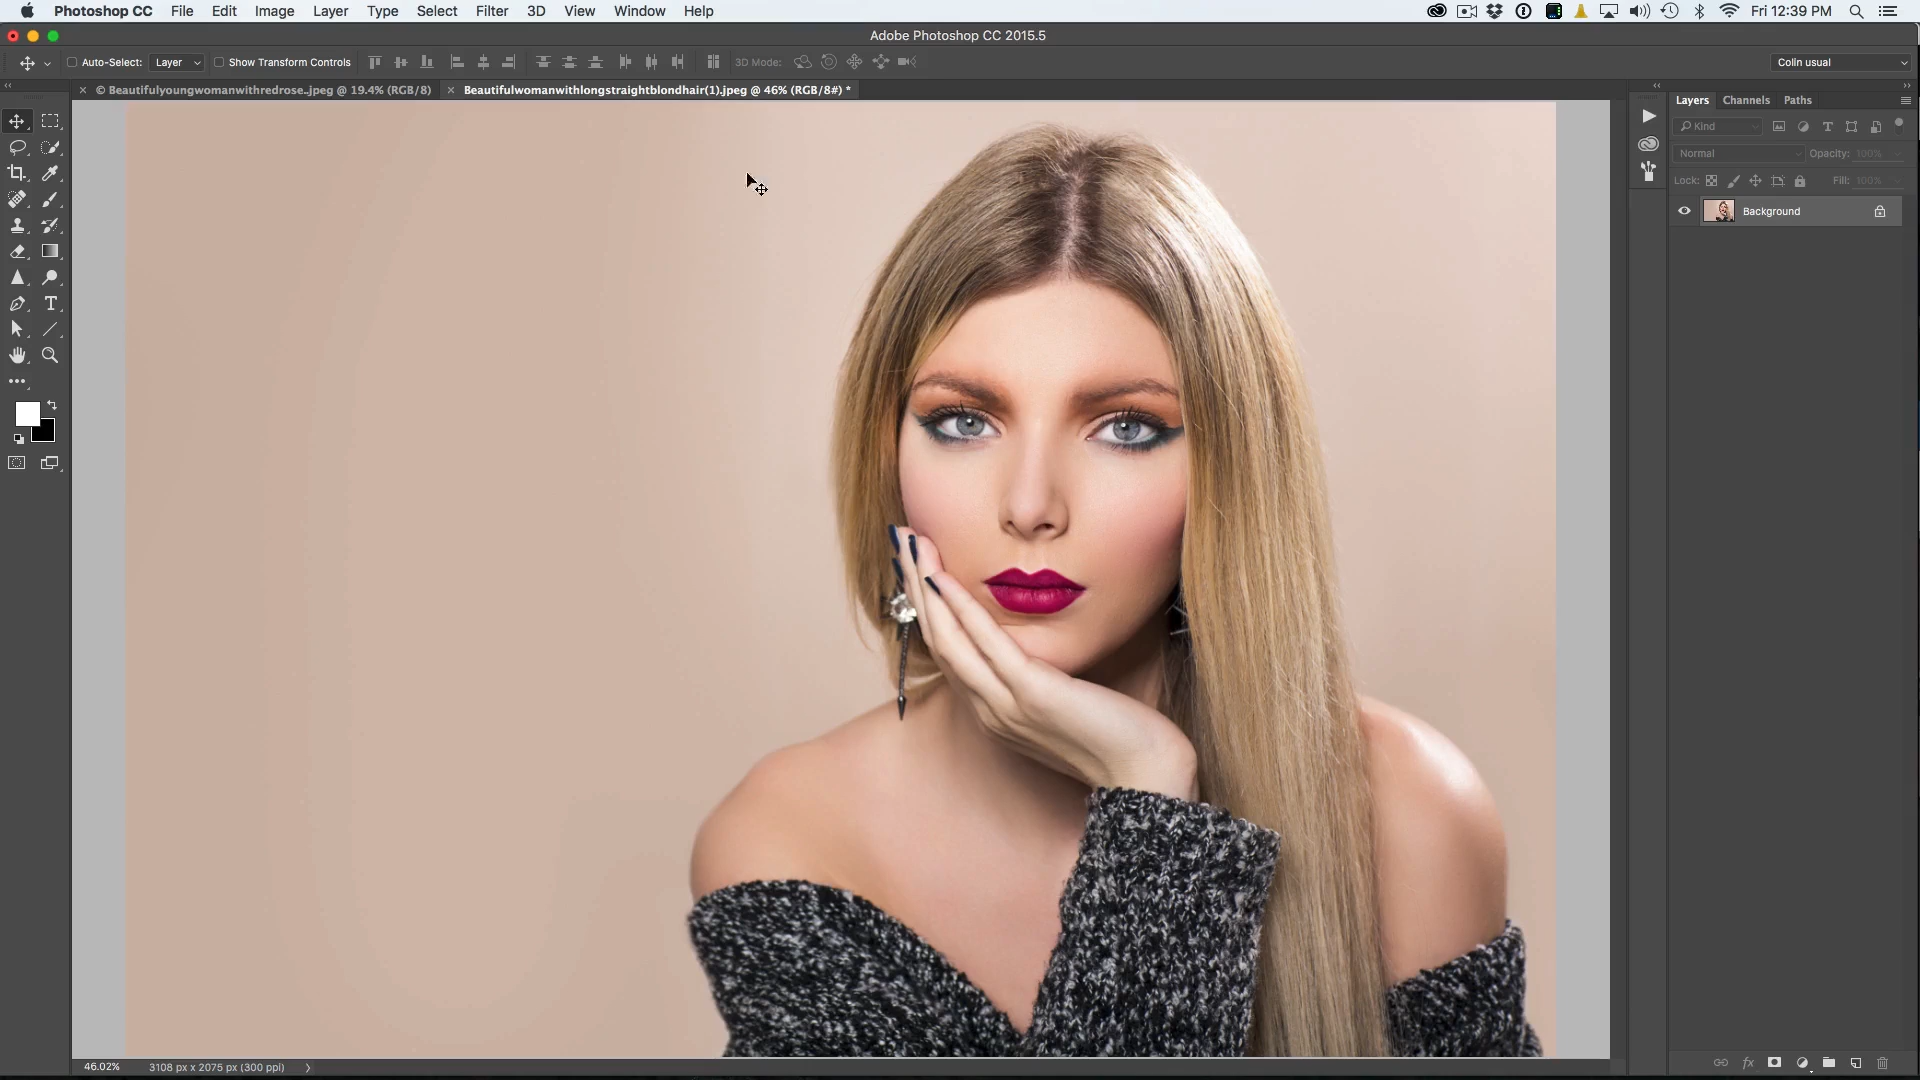 Photoshop CC File Edit Image Layer Type Select Filter 3D View Window Help Fri 12:39 PM
Adobe Photoshop CC 2015.5
Auto-Select: Layer Show Transform Controls 3D Mode: Colin usual
© Beautifulyoungwomanwithredrose..jpeg @ 19.4% (RGB/8) Beautifulwomanwithlongstraightblondhair(1).jpeg @ 46% (RGB/8#) *
Layers Channels Paths
Kind
Normal Opacity: 100%
Lock: Fill: 100%
Background
46.02% 3108 px x 2075 px (300 ppi)